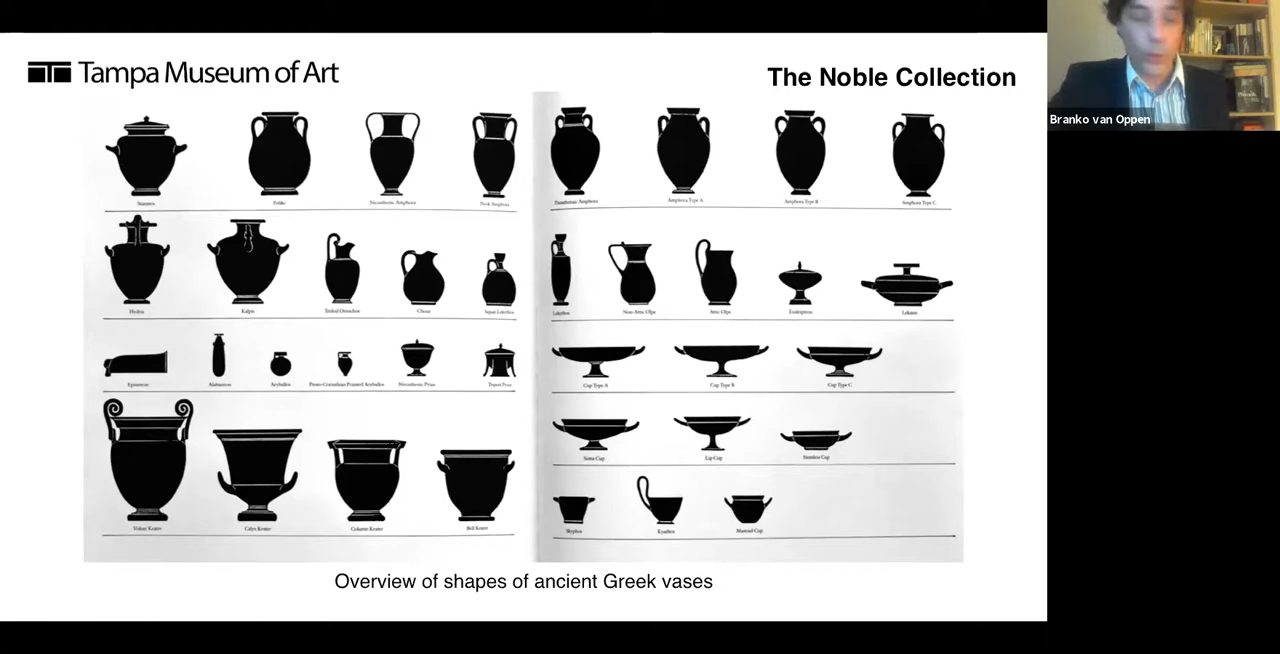 Tampa Museum of Art
The Noble Collection
Branko van Oppen
Stamnos
Pelike
Nicosthenic Amphora
Neck Amphora
Panathenaic Amphora
Amphora Type A
Amphora Type B
Amphora Type C
Hydria
Kalpis
Trefoil Oinochoe
Chous
Squat Lekythos
Lekythos
Non-Attic Olpe
Attic Olpe
Exaleiptron
Lekanis
Epinetron
Alabastron
Aryballos
Proto-Corinthian Pointed Aryballos
Nicosthenic Pyxis
Tripod Pyxis
Cup Type A
Cup Type B
Cup Type C
Siana Cup
Lip Cup
Stemless Cup
Volute Krater
Calyx Krater
Column Krater
Bell Krater
Skyphos
Kyathos
Mastoid Cup
Overview of shapes of ancient Greek vases